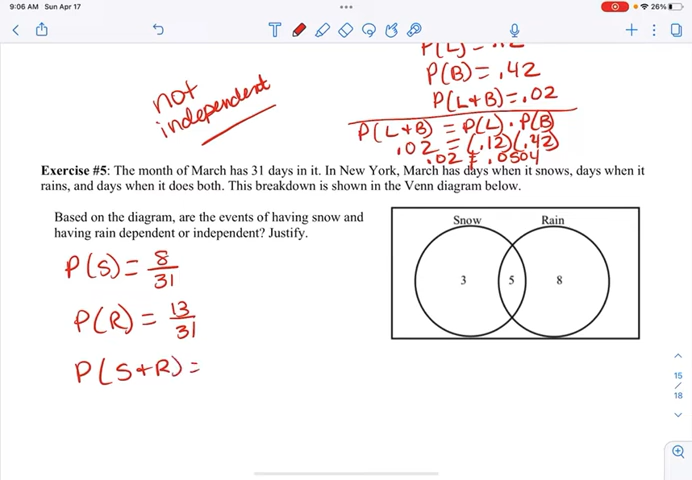 9:06 AM Sun Apr 17
26%
P(L) = .12
P(B) = .42
P(L+B) = .02
not
independent
P(L+B) = P(L) · P(B)
.02 = (.12)(.42)
.02 ≠ .0504
Exercise #5: The month of March has 31 days in it. In New York, March has days when it snows, days when it
rains, and days when it does both. This breakdown is shown in the Venn diagram below.
Based on the diagram, are the events of having snow and
having rain dependent or independent? Justify.
Snow Rain
3 5 8
P(S) = 8/31
P(R) = 13/31
P(S+R) =
15
/
18